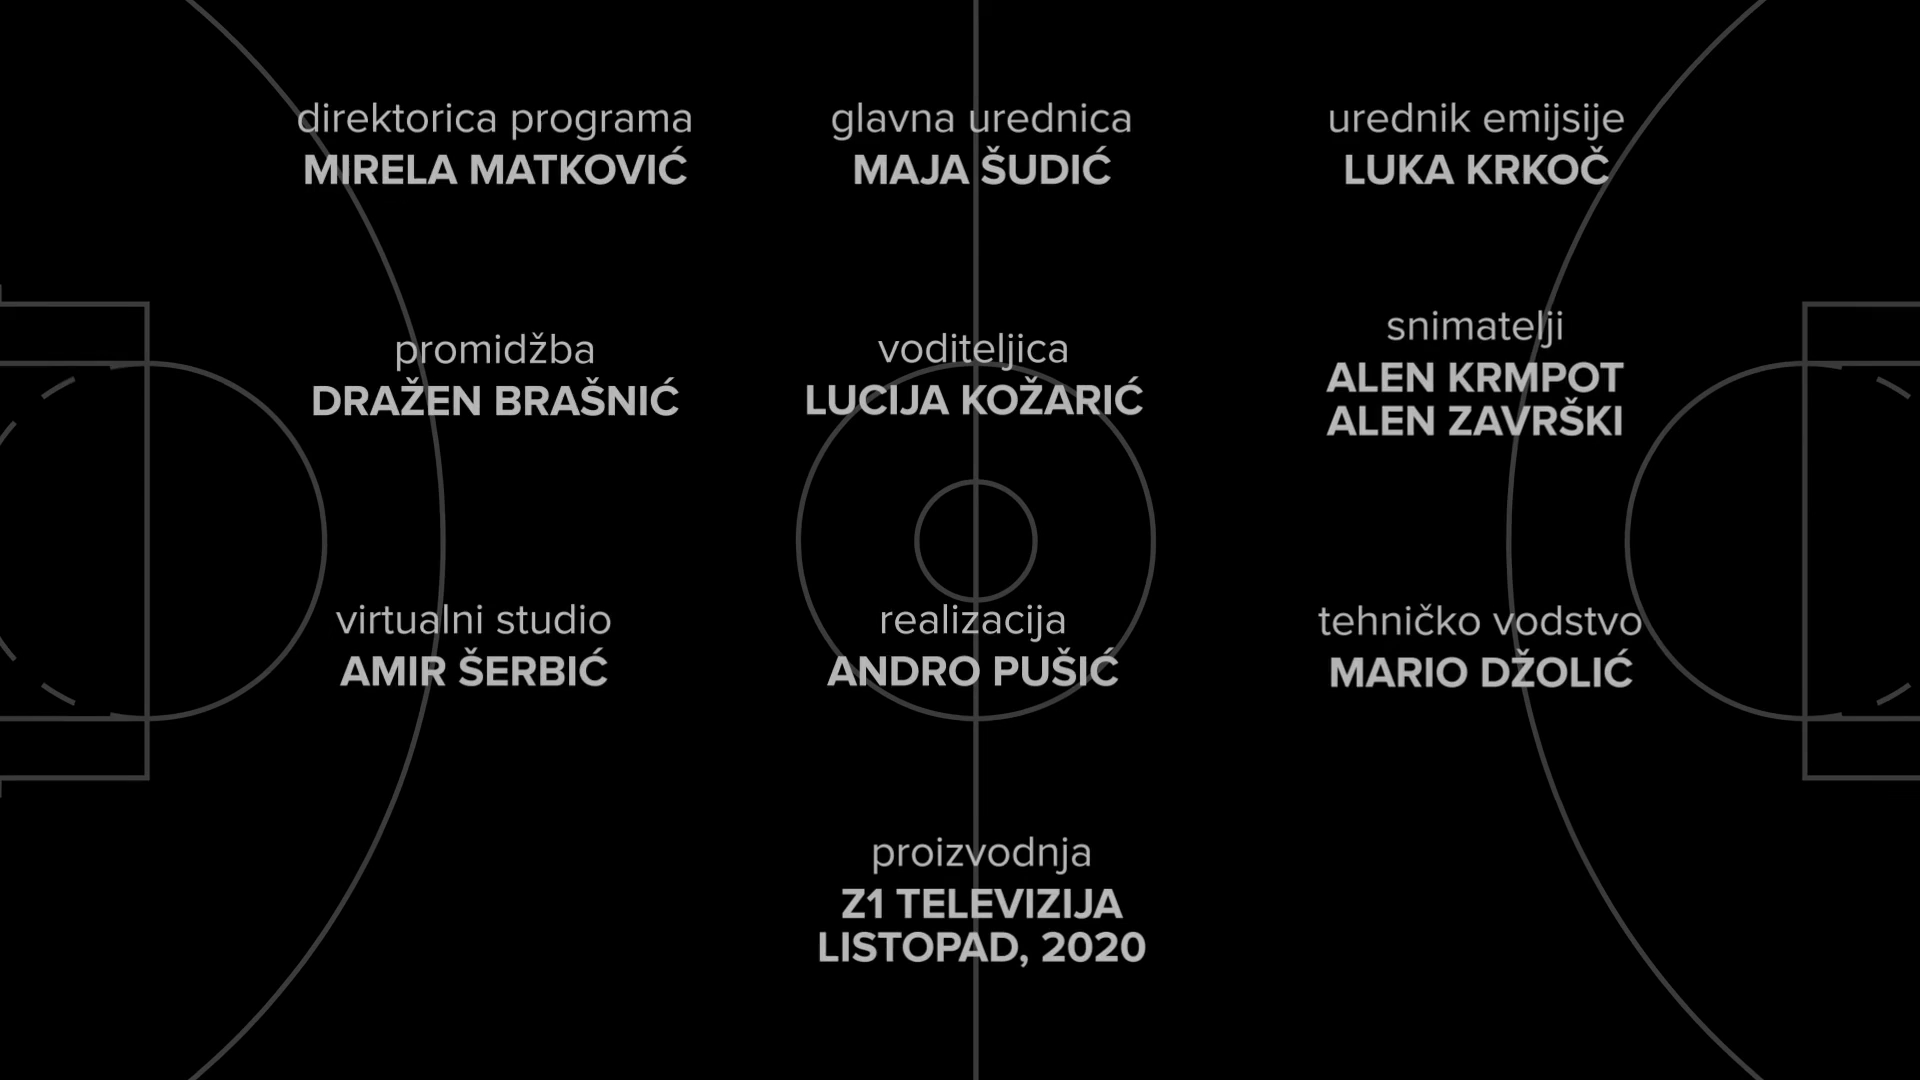 direktorica programa
MIRELA MATKOVIĆ
glavna urednica
MAJA ŠUDIĆ
urednik emijsije
LUKA KRKOČ
promidžba
DRAŽEN BRAŠNIĆ
voditeljica
LUCIJA KOŽARIĆ
snimatelji
ALEN KRMPOT
ALEN ZAVRŠKI
virtualni studio
AMIR ŠERBIĆ
realizacija
ANDRO PUŠIĆ
tehničko vodstvo
MARIO DŽOLIĆ
proizvodnja
Z1 TELEVIZIJA
LISTOPAD, 2020